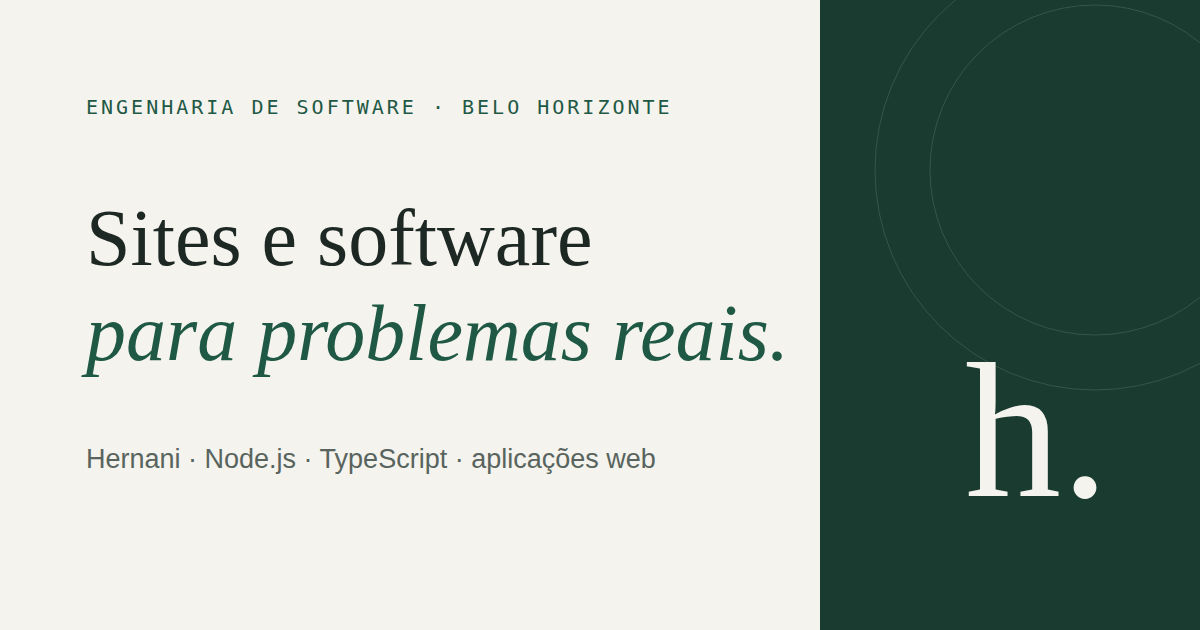 ENGENHARIA DE SOFTWARE · BELO HORIZONTE
Sites e software
para problemas reais.
Hernani · Node.js · TypeScript · aplicações web
h.